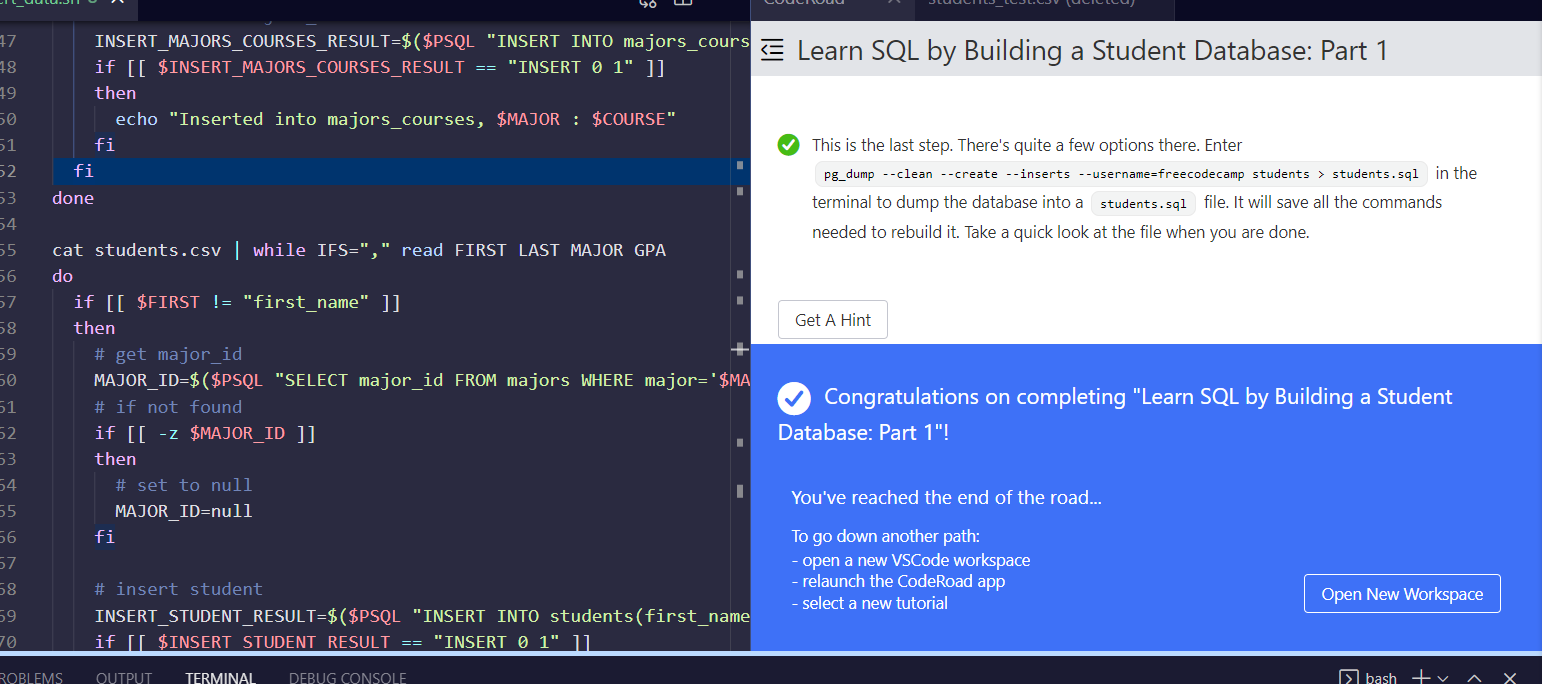 CodeRoad
students_test.csv (deleted)
47 INSERT_MAJORS_COURSES_RESULT=$($PSQL "INSERT INTO majors_cours
48 if [[ $INSERT_MAJORS_COURSES_RESULT == "INSERT 0 1" ]]
49 then
50 echo "Inserted into majors_courses, $MAJOR : $COURSE"
51 fi
52 fi
53 done
54
55 cat students.csv | while IFS="," read FIRST LAST MAJOR GPA
56 do
57 if [[ $FIRST != "first_name" ]]
58 then
59 # get major_id
60 MAJOR_ID=$($PSQL "SELECT major_id FROM majors WHERE major='$MA
61 # if not found
62 if [[ -z $MAJOR_ID ]]
63 then
64 # set to null
65 MAJOR_ID=null
66 fi
67
68 # insert student
69 INSERT_STUDENT_RESULT=$($PSQL "INSERT INTO students(first_name
70 if [[ $INSERT_STUDENT_RESULT == "INSERT 0 1" ]]
Learn SQL by Building a Student Database: Part 1
This is the last step. There's quite a few options there. Enter
pg_dump --clean --create --inserts --username=freecodecamp students > students.sql in the
terminal to dump the database into a students.sql file. It will save all the commands
needed to rebuild it. Take a quick look at the file when you are done.
Get A Hint
Congratulations on completing "Learn SQL by Building a Student
Database: Part 1"!
You've reached the end of the road...
To go down another path:
- open a new VSCode workspace
- relaunch the CodeRoad app
- select a new tutorial
Open New Workspace
ROBLEMS OUTPUT TERMINAL DEBUG CONSOLE
bash